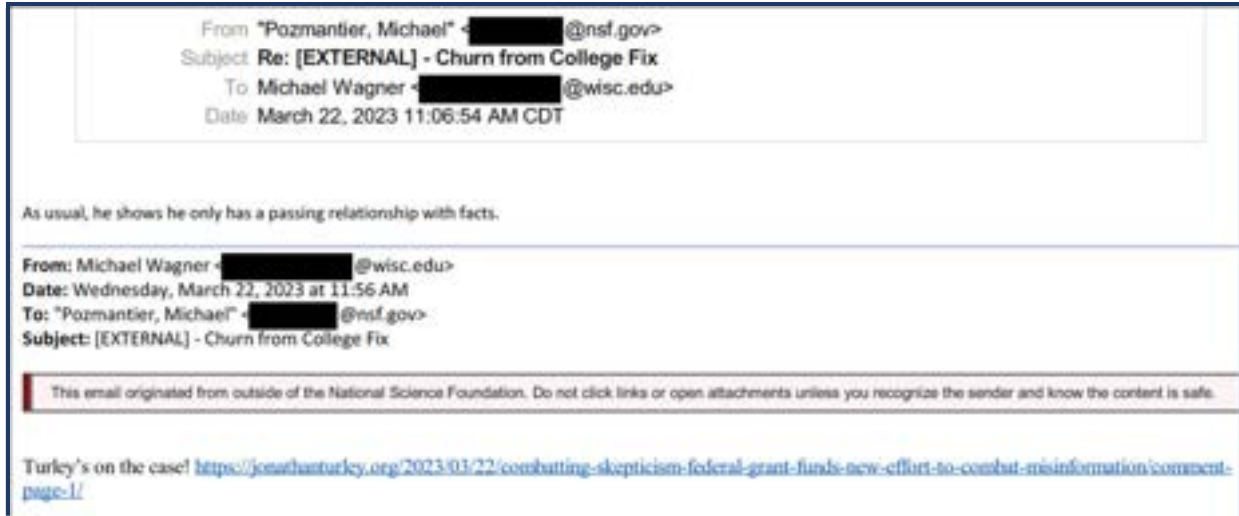 From "Pozmantier, Michael" < @nsf.gov>
Subject Re: [EXTERNAL] - Churn from College Fix
To Michael Wagner < @wisc.edu>
Date March 22, 2023 11:06:54 AM CDT
As usual, he shows he only has a passing relationship with facts.
From: Michael Wagner < @wisc.edu>
Date: Wednesday, March 22, 2023 at 11:56 AM
To: "Pozmantier, Michael" < @nsf.gov>
Subject: [EXTERNAL] - Churn from College Fix
This email originated from outside of the National Science Foundation. Do not click links or open attachments unless you recognize the sender and know the content is safe.
Turley's on the case! https://jonathanturley.org/2023/03/22/combatting-skepticism-federal-grant-funds-new-effort-to-combat-misinformation/comment-
page-1/